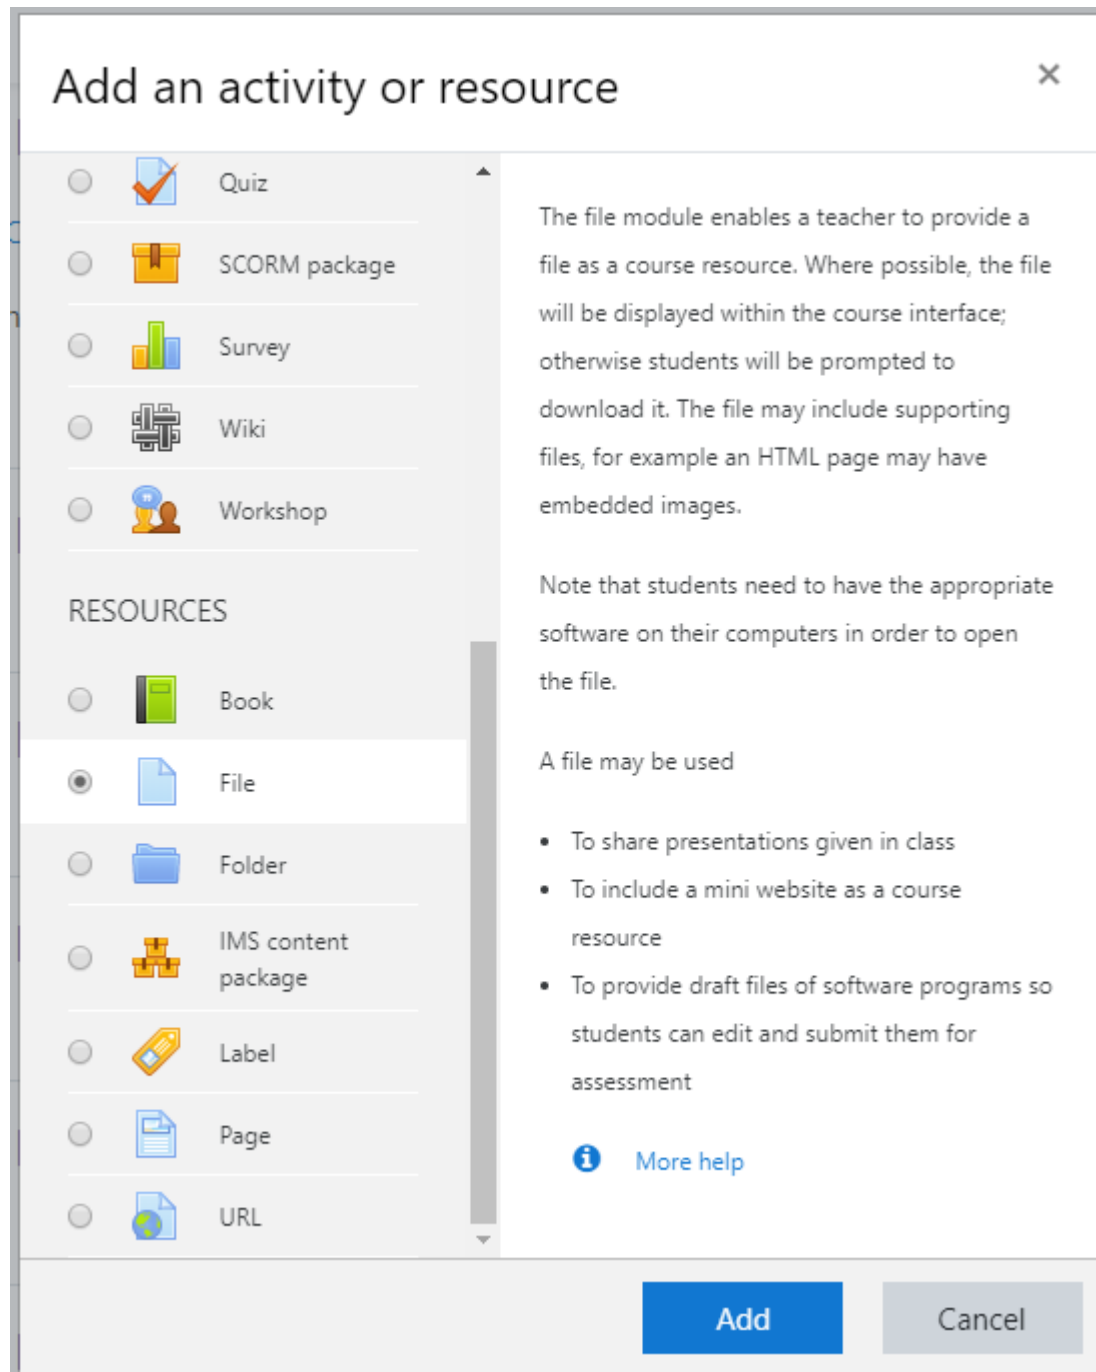 Add an activity or resource
×
Quiz
SCORM package
Survey
Wiki
Workshop
RESOURCES
Book
File
Folder
IMS content
package
Label
Page
URL
The file module enables a teacher to provide a
file as a course resource. Where possible, the file
will be displayed within the course interface;
otherwise students will be prompted to
download it. The file may include supporting
files, for example an HTML page may have
embedded images.
Note that students need to have the appropriate
software on their computers in order to open
the file.
A file may be used
• To share presentations given in class
• To include a mini website as a course
resource
• To provide draft files of software programs so
students can edit and submit them for
assessment
More help
Add
Cancel